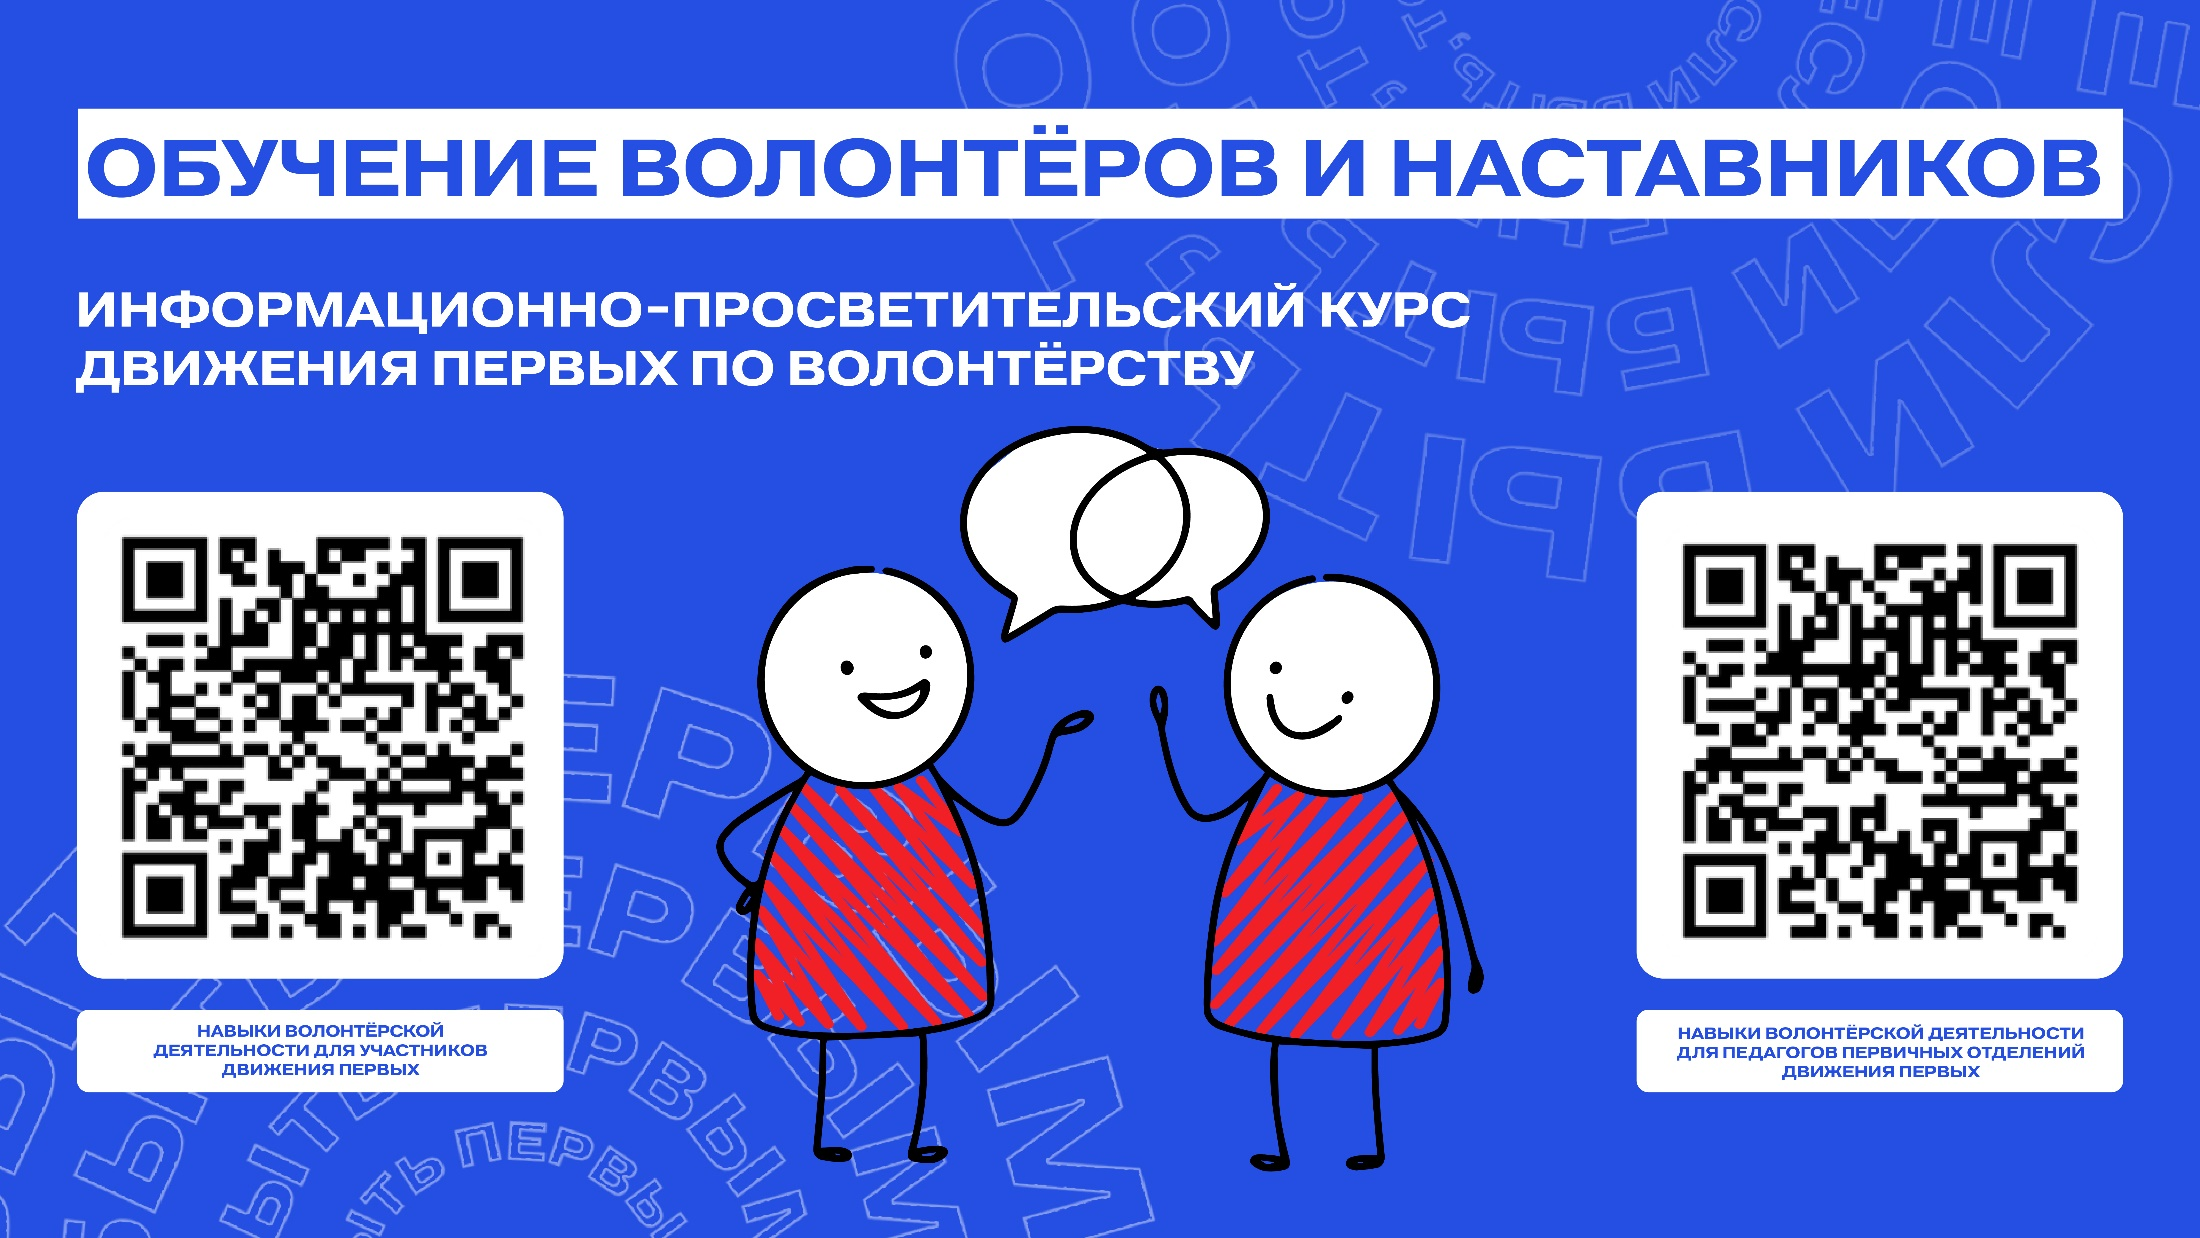 ОБУЧЕНИЕ ВОЛОНТЁРОВ И НАСТАВНИКОВ
ИНФОРМАЦИОННО-ПРОСВЕТИТЕЛЬСКИЙ КУРС
ДВИЖЕНИЯ ПЕРВЫХ ПО ВОЛОНТЁРСТВУ
НАВЫКИ ВОЛОНТЁРСКОЙ
ДЕЯТЕЛЬНОСТИ ДЛЯ УЧАСТНИКОВ
ДВИЖЕНИЯ ПЕРВЫХ
НАВЫКИ ВОЛОНТЁРСКОЙ ДЕЯТЕЛЬНОСТИ
ДЛЯ ПЕДАГОГОВ ПЕРВИЧНЫХ ОТДЕЛЕНИЙ
ДВИЖЕНИЯ ПЕРВЫХ